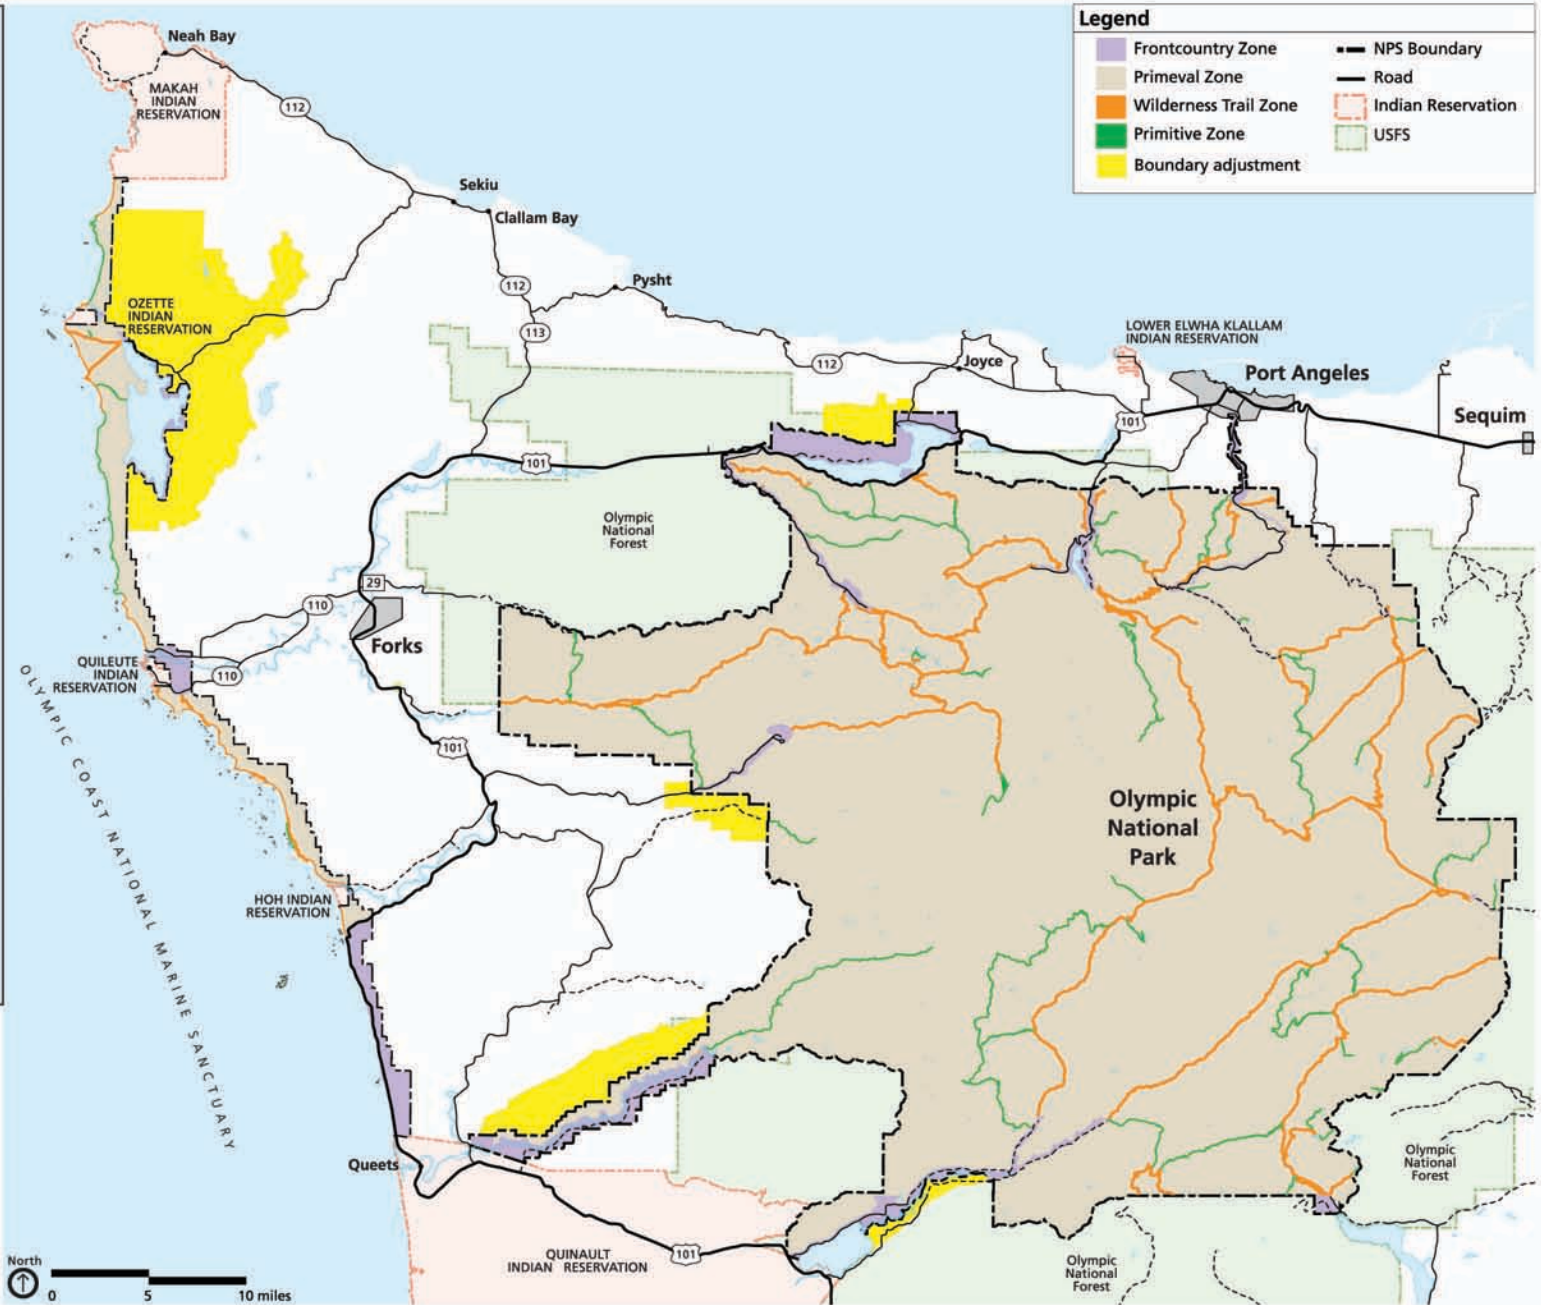 Legend
Frontcountry Zone
Primeval Zone
Wilderness Trail Zone
Primitive Zone
Boundary adjustment
NPS Boundary
Road
Indian Reservation
USFS
Neah Bay
MAKAH
INDIAN
RESERVATION
112
Sekiu
Clallam Bay
112
Pysht
113
OZETTE
INDIAN
RESERVATION
LOWER ELWHA KLALLAM
INDIAN RESERVATION
112
Joyce
Port Angeles
101
Sequim
101
Olympic
National
Forest
29
110
Forks
QUILEUTE
INDIAN
RESERVATION
110
101
OLYMPIC COAST NATIONAL MARINE SANCTUARY
Olympic
National
Park
HOH INDIAN
RESERVATION
Queets
Olympic
National
Forest
QUINAULT
INDIAN RESERVATION
101
Olympic
National
Forest
North
0 5 10 miles